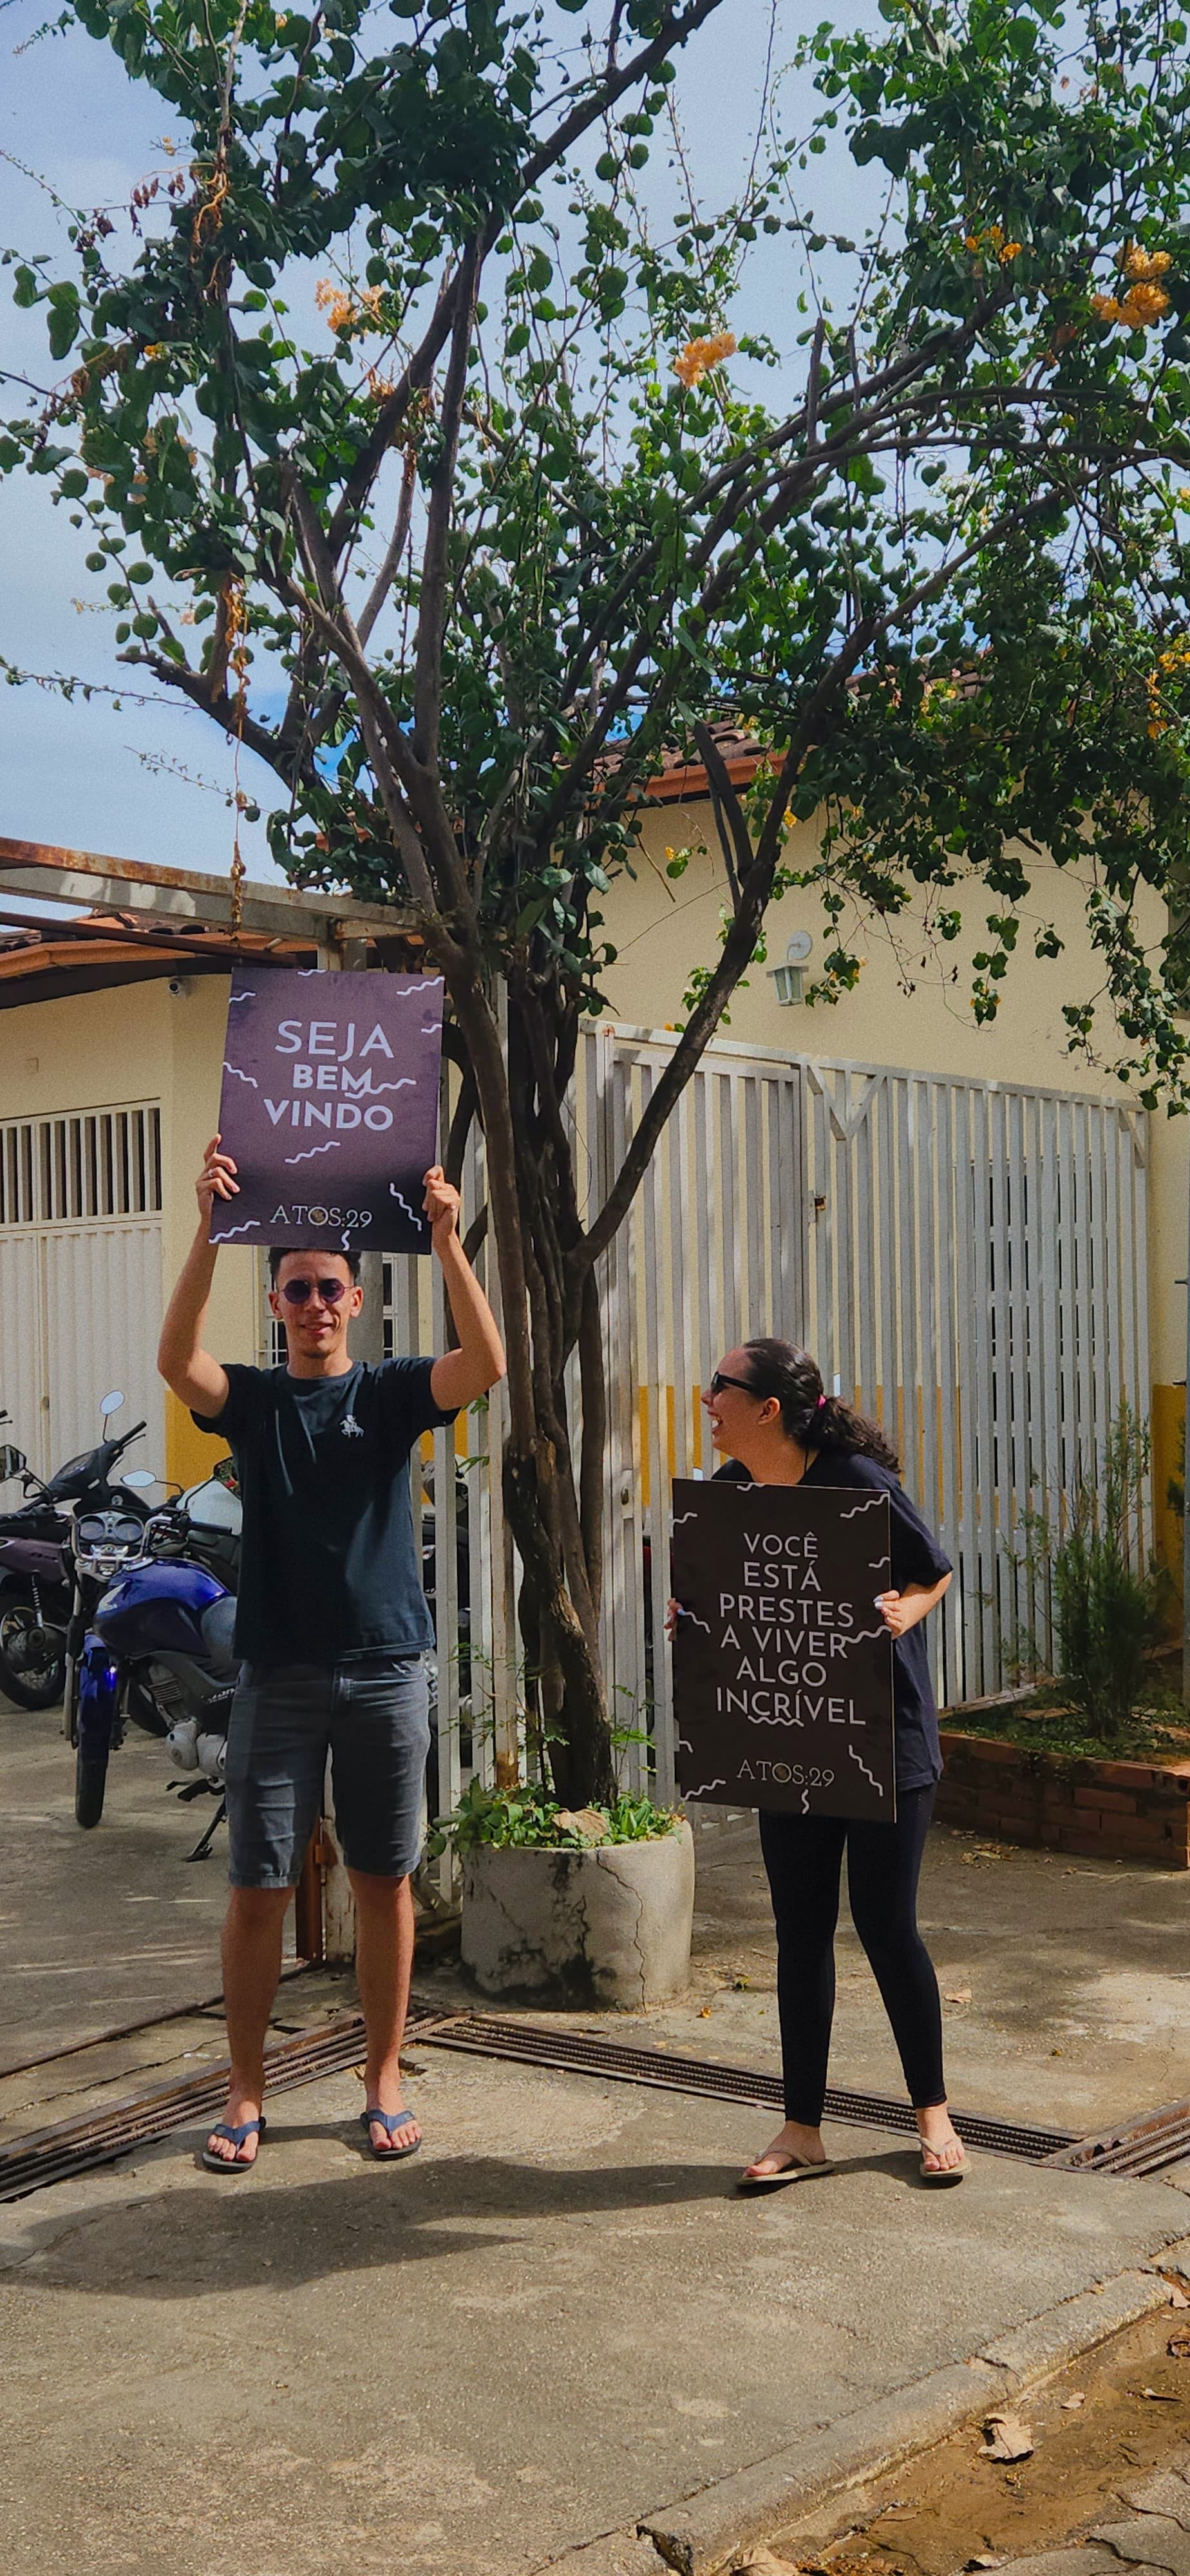 SEJA
BEM
VINDO
ATOS:29
VOCÊ
ESTÁ
PRESTES
A VIVER
ALGO
INCRÍVEL
ATOS:29